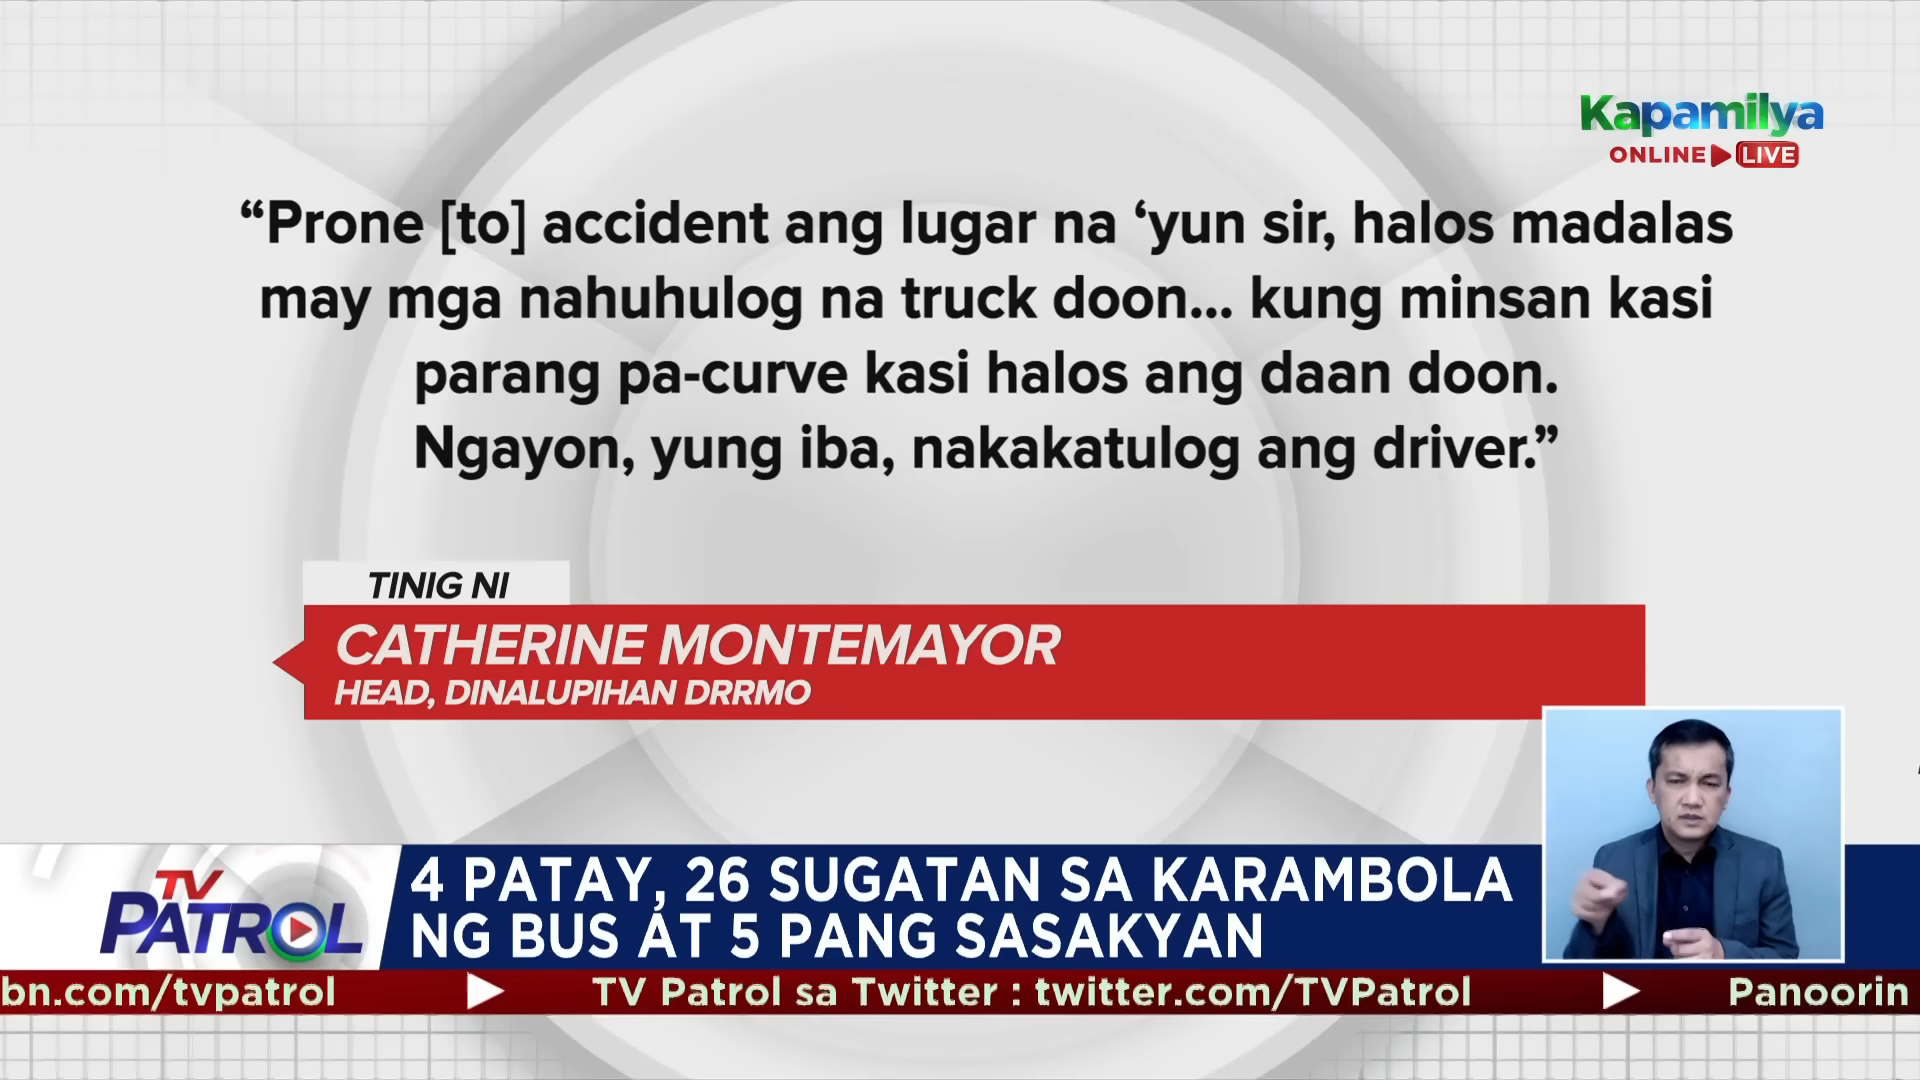 Kapamilya
ONLINE LIVE
“Prone [to] accident ang lugar na ‘yun sir, halos madalas
may mga nahuhulog na truck doon... kung minsan kasi
parang pa-curve kasi halos ang daan doon.
Ngayon, yung iba, nakakatulog ang driver.”
TINIG NI
CATHERINE MONTEMAYOR
HEAD, DINALUPIHAN DRRMO
TV
PATROL
4 PATAY, 26 SUGATAN SA KARAMBOLA
NG BUS AT 5 PANG SASAKYAN
bn.com/tvpatrol TV Patrol sa Twitter : twitter.com/TVPatrol Panoorin